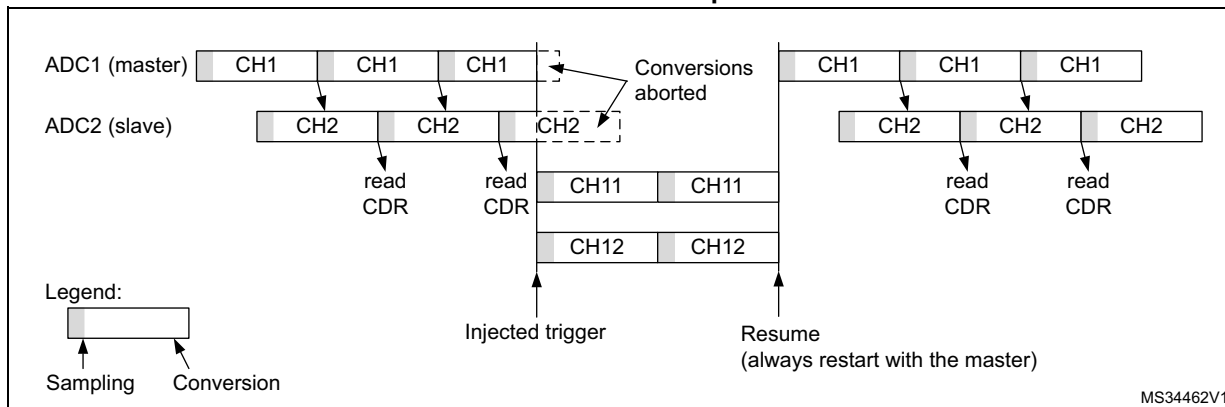 ADC1 (master) CH1 CH1 CH1 Conversions aborted CH1 CH1 CH1
ADC2 (slave) CH2 CH2 CH2 CH2 CH2 CH2
read CDR read CDR read CDR read CDR
CH11 CH11
CH12 CH12
Legend:
Sampling Conversion
Injected trigger
Resume
(always restart with the master)
MS34462V1